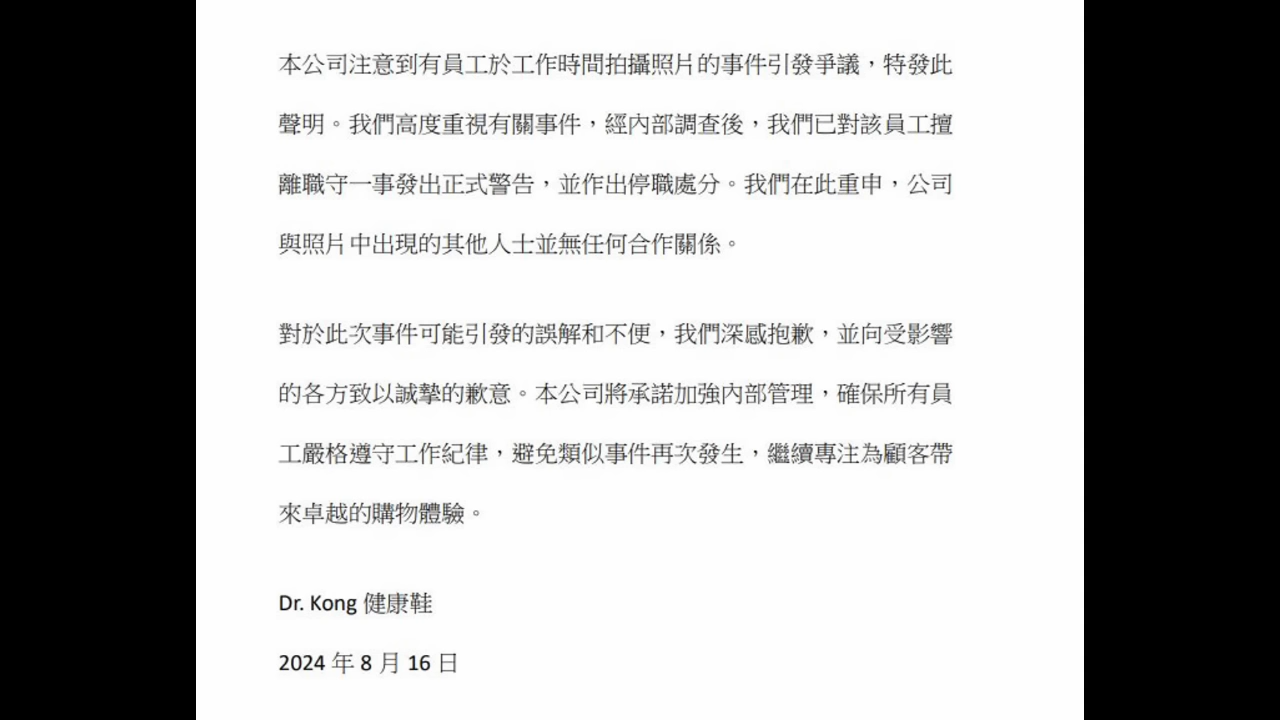 本公司注意到有員工於工作時間拍攝照片的事件引發爭議，特發此
聲明。我們高度重視有關事件，經內部調查後，我們已對該員工擅
離職守一事發出正式警告，並作出停職處分。我們在此重申，公司
與照片中出現的其他人士並無任何合作關係。
對於此次事件可能引發的誤解和不便，我們深感抱歉，並向受影響
的各方致以誠摯的歉意。本公司將承諾加強內部管理，確保所有員
工嚴格遵守工作紀律，避免類似事件再次發生，繼續專注為顧客帶
來卓越的購物體驗。
Dr. Kong 健康鞋
2024 年 8 月 16 日